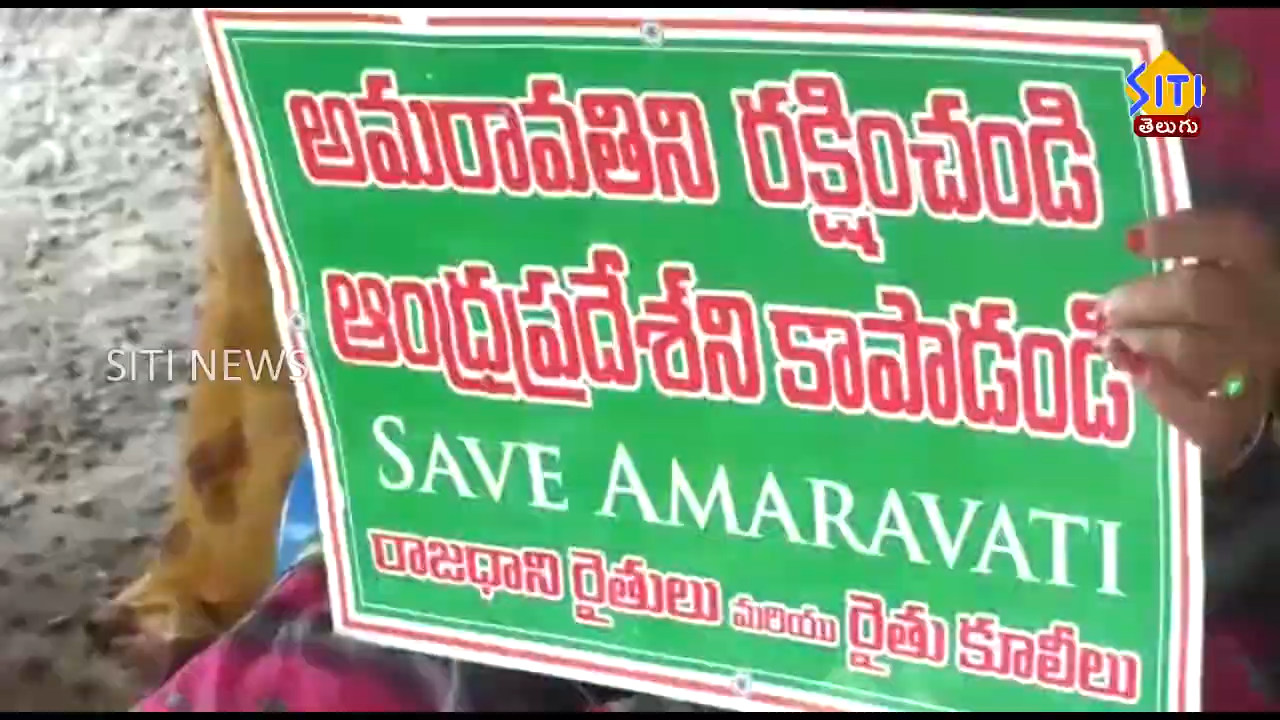 SITI
తెలుగు
అమరావతిని రక్షించండి
ఆంధ్రప్రదేశ్‌ని కాపాడండి
SITI NEWS
SAVE AMARAVATI
రాజధాని రైతులు మరియు రైతు కూలీలు